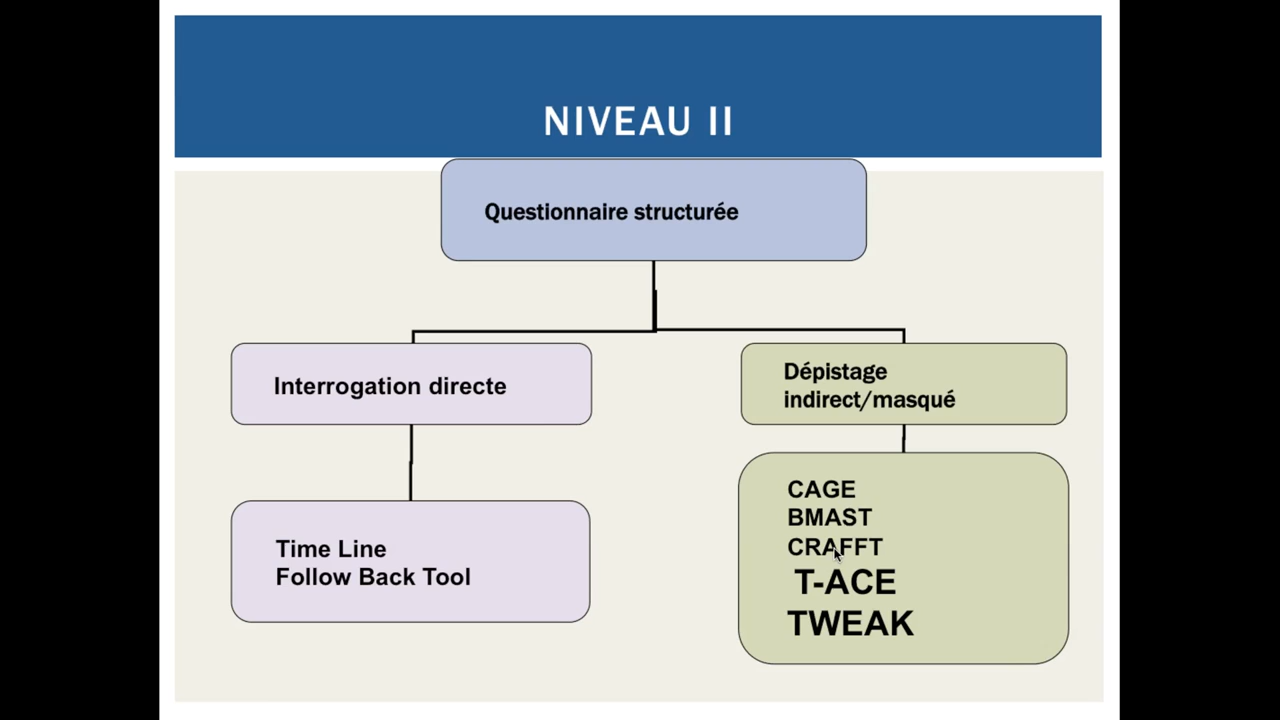 NIVEAU II
Questionnaire structurée
Interrogation directe
Dépistage
indirect/masqué
Time Line
Follow Back Tool
CAGE
BMAST
CRAFFT
T-ACE
TWEAK